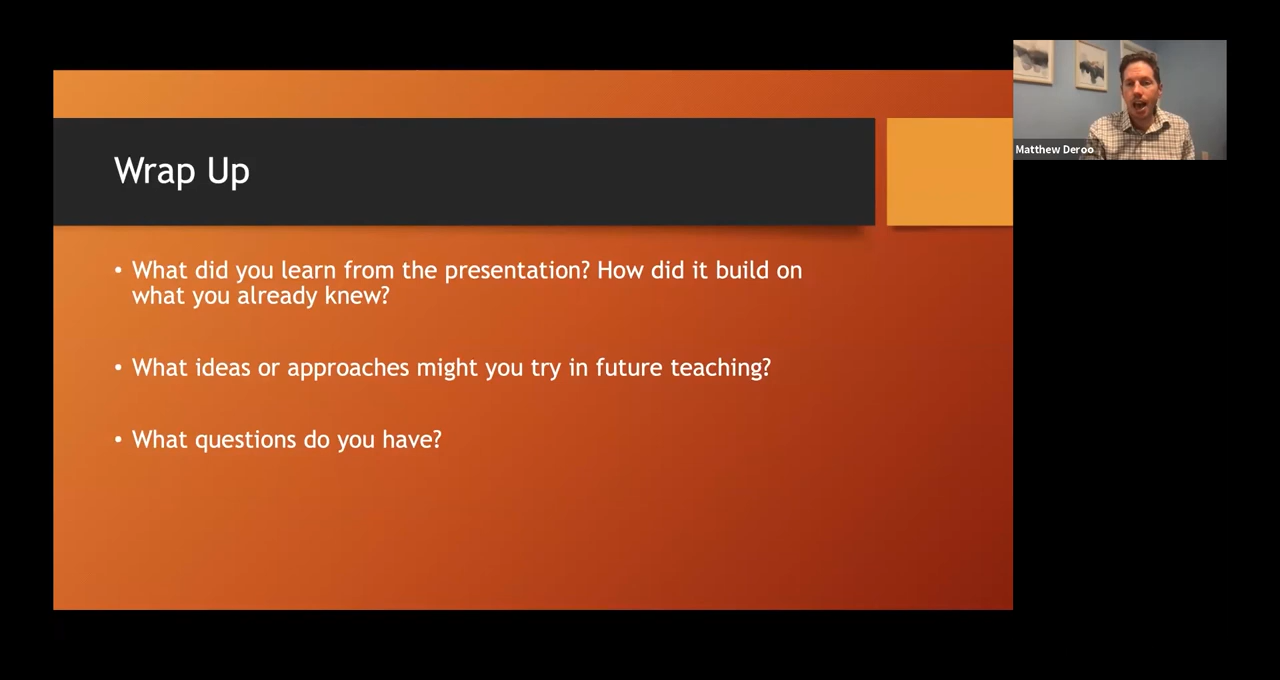 Wrap Up
• What did you learn from the presentation? How did it build on
what you already knew?
• What ideas or approaches might you try in future teaching?
• What questions do you have?
Matthew Deroo